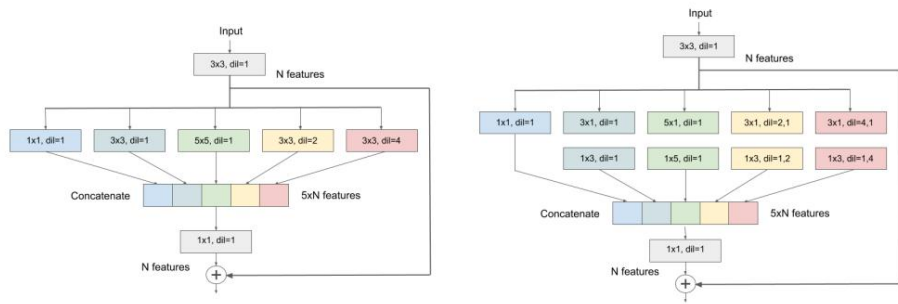 Input
3x3, dil=1
N features
1x1, dil=1
3x3, dil=1
5x5, dil=1
3x3, dil=2
3x3, dil=4
Concatenate
5xN features
1x1, dil=1
N features
+
Input
3x3, dil=1
N features
1x1, dil=1
3x1, dil=1
5x1, dil=1
3x1, dil=2,1
3x1, dil=4,1
1x3, dil=1
1x5, dil=1
1x3, dil=1,2
1x3, dil=1,4
Concatenate
5xN features
1x1, dil=1
N features
+